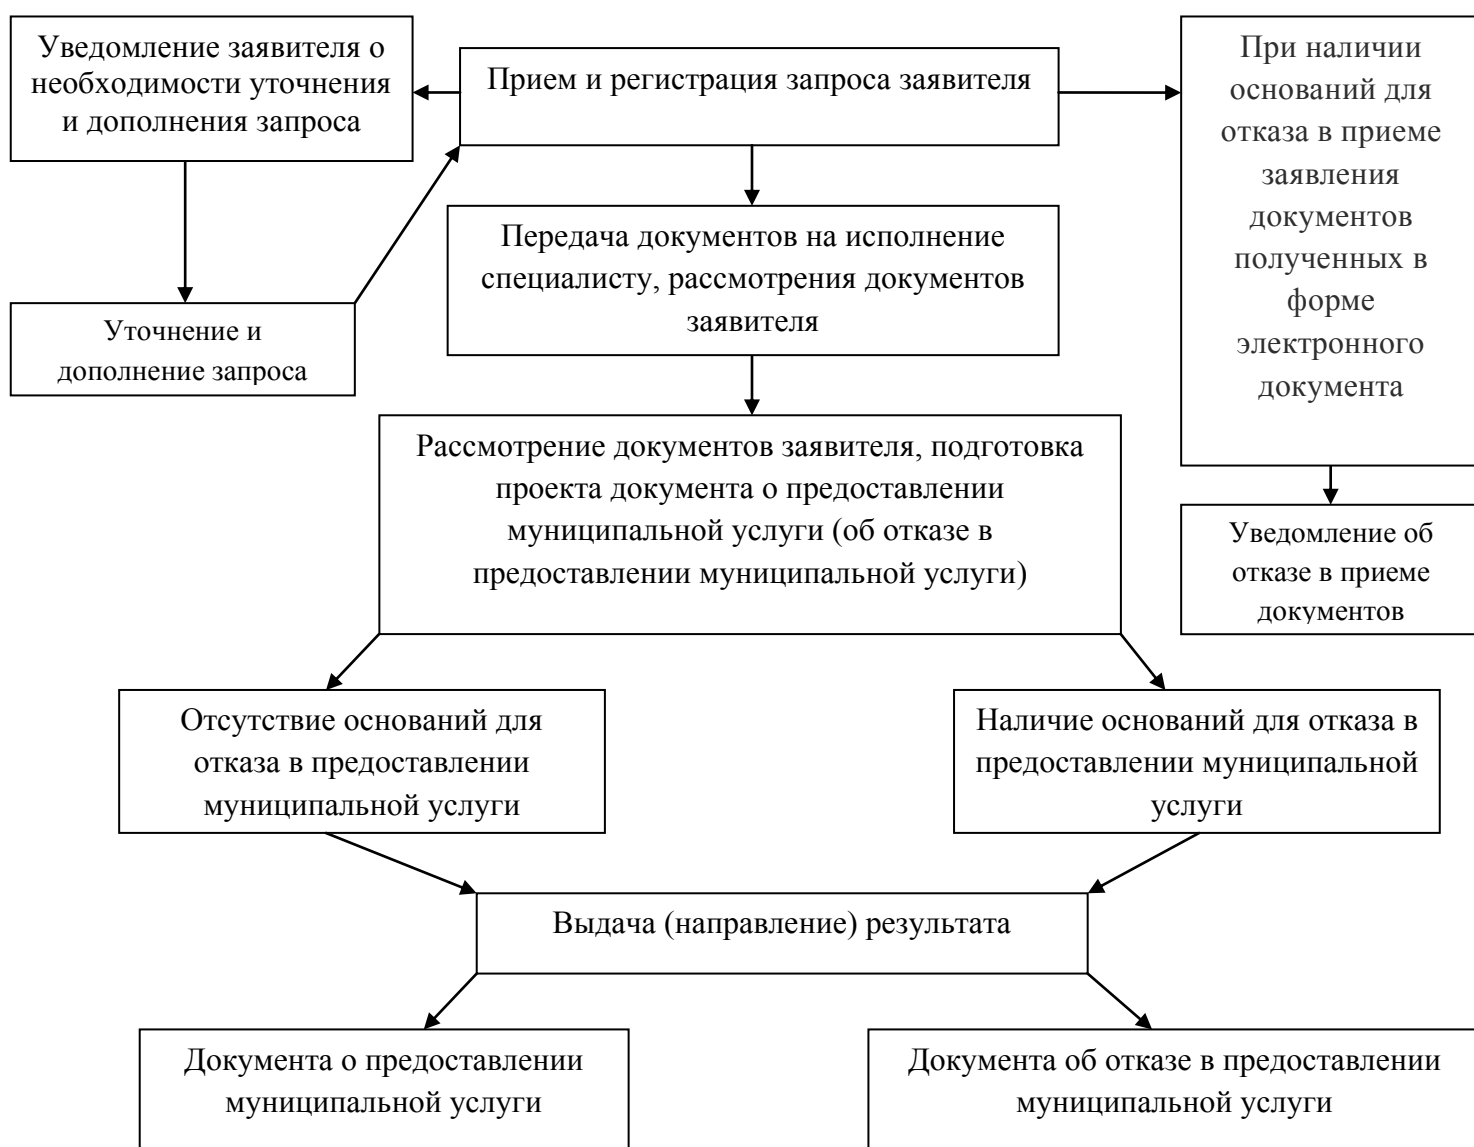 Уведомление заявителя о
необходимости уточнения
и дополнения запроса
Прием и регистрация запроса заявителя
При наличии
оснований для
отказа в приеме
заявления
документов
полученных в
форме
электронного
документа
Передача документов на исполнение
специалисту, рассмотрения документов
заявителя
Уточнение и
дополнение запроса
Рассмотрение документов заявителя, подготовка
проекта документа о предоставлении
муниципальной услуги (об отказе в
предоставлении муниципальной услуги)
Уведомление об
отказе в приеме
документов
Отсутствие оснований для
отказа в предоставлении
муниципальной услуги
Наличие оснований для отказа в
предоставлении муниципальной
услуги
Выдача (направление) результата
Документа о предоставлении
муниципальной услуги
Документа об отказе в предоставлении
муниципальной услуги